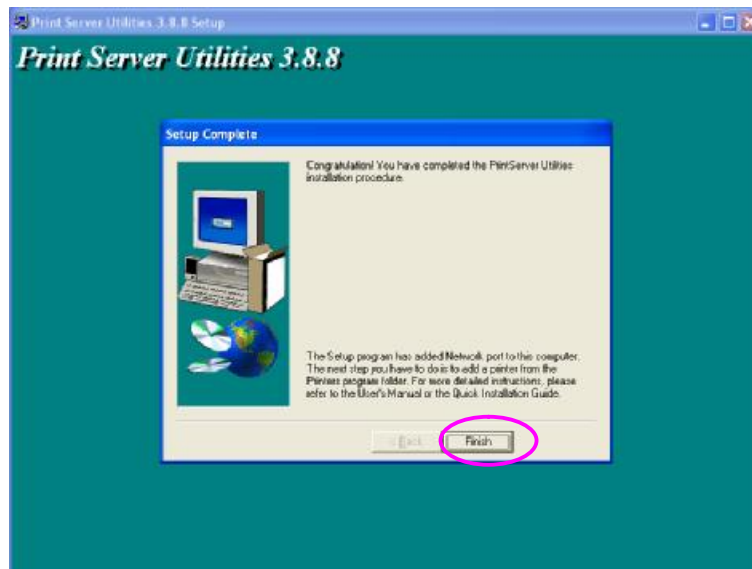 Print Server Utilities 3.8.8 Setup
Print Server Utilities 3.8.8
Setup Complete
Congratulation! You have completed the PrintServer Utilities
installation procedure.
The Setup program has added Network port to this computer.
The next step you have to do is to add a printer from the
Printers program folder. For more detailed instructions, please
refer to the User's Manual or the Quick Installation Guide.
< Back Finish